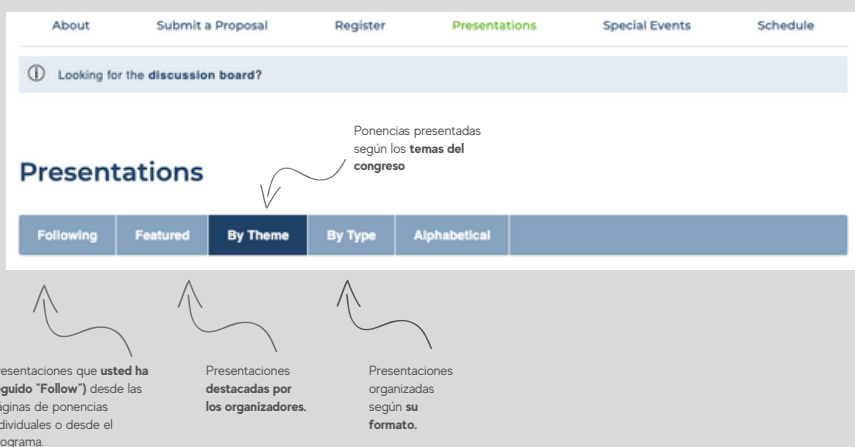 About Submit a Proposal Register Presentations Special Events Schedule
Looking for the discussion board?
Ponencias presentadas
según los temas del
congreso
Presentations
Following Featured By Theme By Type Alphabetical
resentaciones que usted ha
eguido "Follow") desde las
áginas de ponencias
dividuales o desde el
rograma.
Presentaciones
destacadas por
los organizadores.
Presentaciones
organizadas
según su
formato.